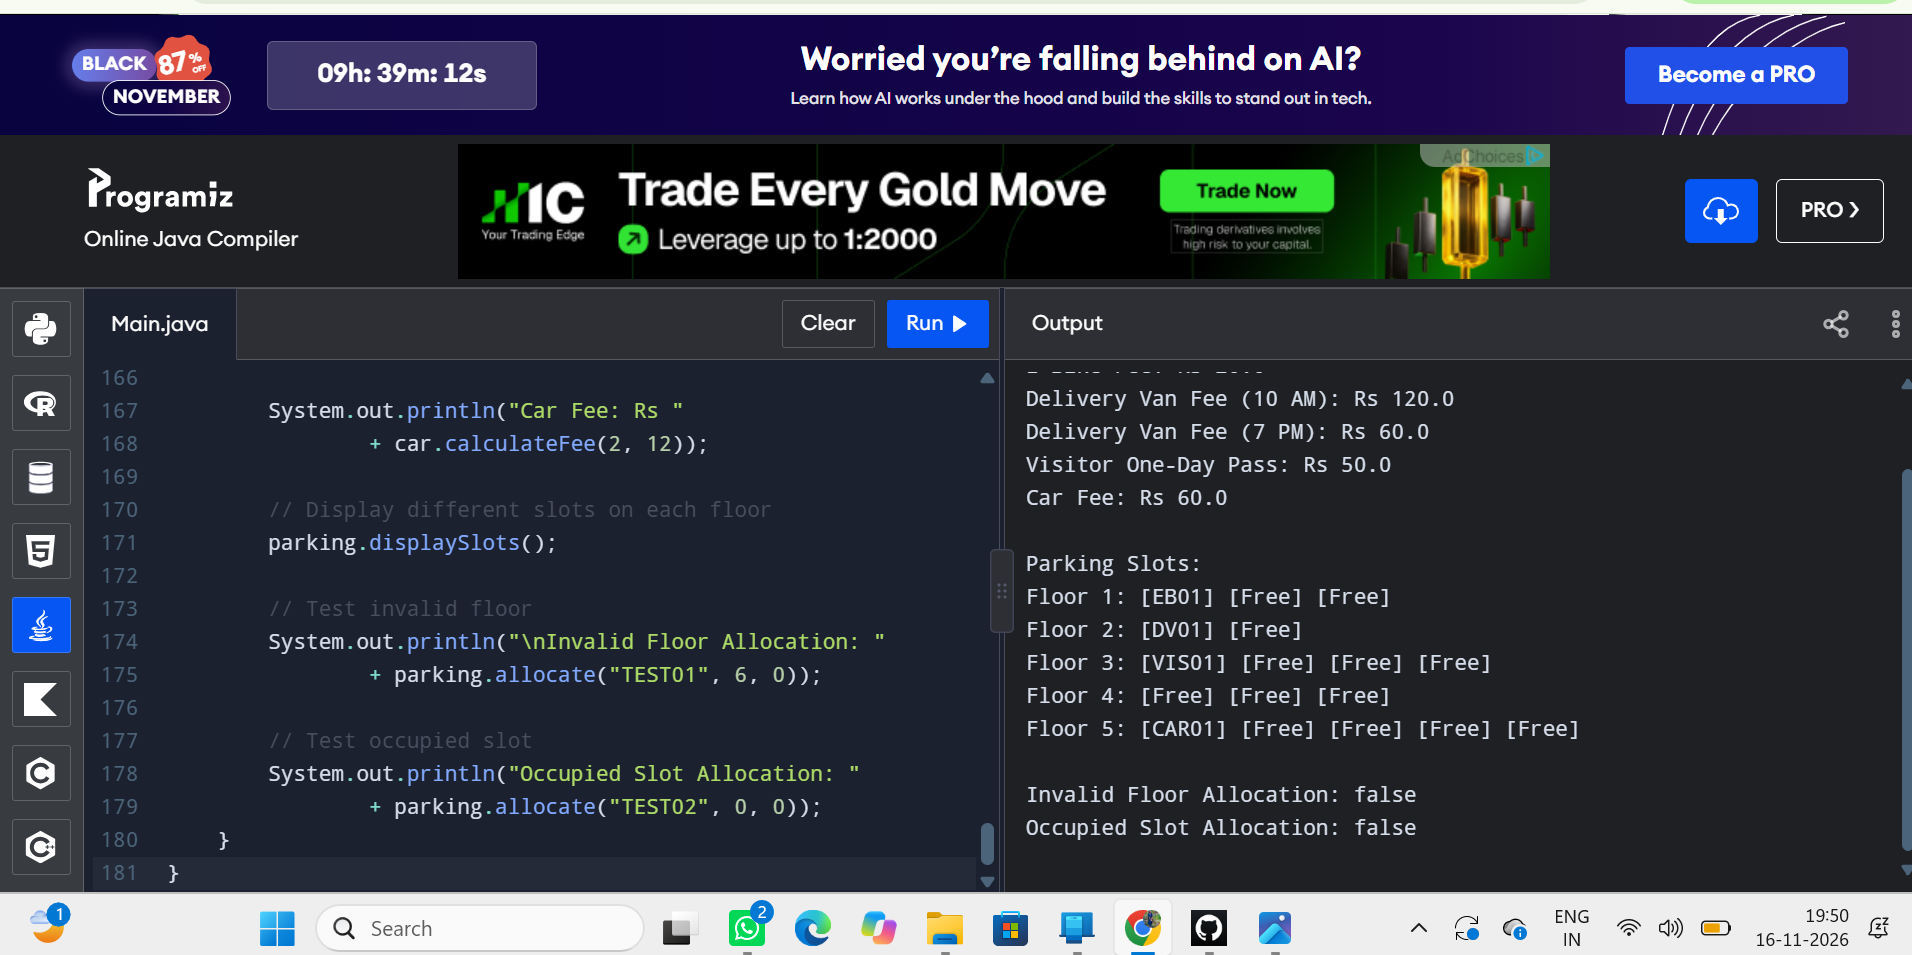 BLACK 87% OFF
NOVEMBER
09h: 39m: 12s
Worried you’re falling behind on AI?
Learn how AI works under the hood and build the skills to stand out in tech.
Become a PRO
Programiz
Online Java Compiler
HIC
Your Trading Edge
Trade Every Gold Move
Leverage up to 1:2000
Trade Now
Trading derivatives involves
high risk to your capital.
AdChoices
PRO
Main.java
Clear
Run
Output
166
167 System.out.println("Car Fee: Rs "
168 + car.calculateFee(2, 12));
169
170 // Display different slots on each floor
171 parking.displaySlots();
172
173 // Test invalid floor
174 System.out.println("\nInvalid Floor Allocation: "
175 + parking.allocate("TEST01", 6, 0));
176
177 // Test occupied slot
178 System.out.println("Occupied Slot Allocation: "
179 + parking.allocate("TEST02", 0, 0));
180 }
181 }
Delivery Van Fee (10 AM): Rs 120.0
Delivery Van Fee (7 PM): Rs 60.0
Visitor One-Day Pass: Rs 50.0
Car Fee: Rs 60.0
Parking Slots:
Floor 1: [EB01] [Free] [Free]
Floor 2: [DV01] [Free]
Floor 3: [VIS01] [Free] [Free] [Free]
Floor 4: [Free] [Free] [Free]
Floor 5: [CAR01] [Free] [Free] [Free] [Free]
Invalid Floor Allocation: false
Occupied Slot Allocation: false
1
Search
2
ENG
IN
19:50
16-11-2026